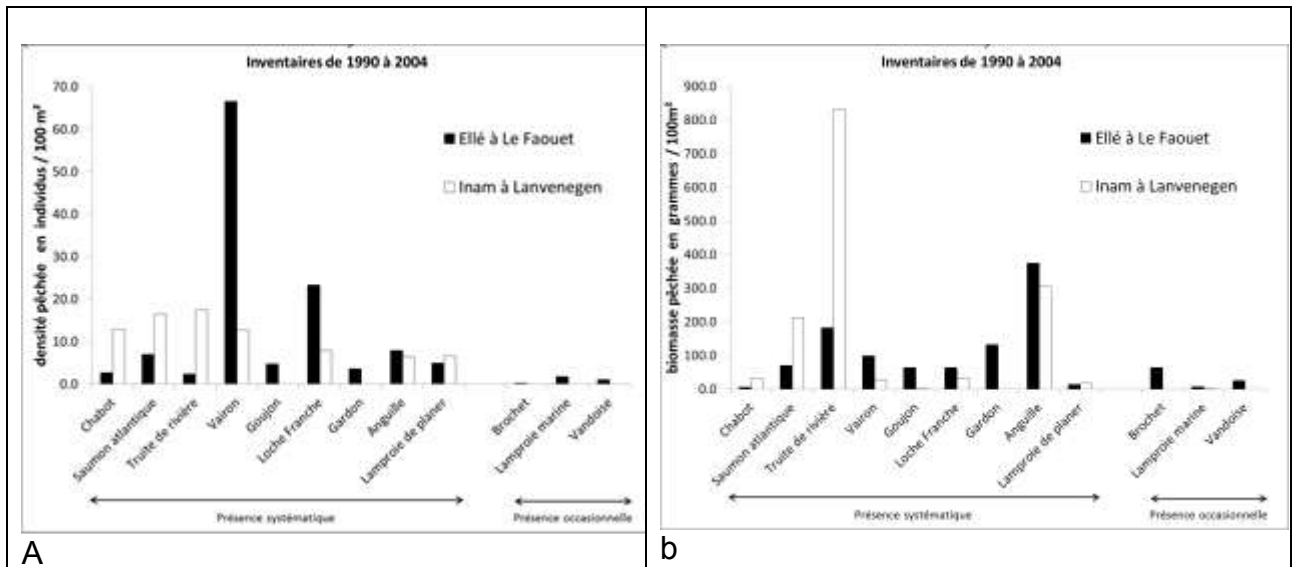 Inventaires de 1990 à 2004
densité pêchée en individus / 100 m²
70.0
60.0
50.0
40.0
30.0
20.0
10.0
0.0
Ellé à Le Faouet
Inam à Lanvenegen
Chabot
Saumon atlantique
Truite de rivière
Vairon
Goujon
Loche Franche
Gardon
Anguille
Lamproie de planer
Brochet
Lamproie marine
Vandoise
Présence systématique
Présence occasionnelle
A
Inventaires de 1990 à 2004
biomasse pêchée en grammes / 100m²
900.0
800.0
700.0
600.0
500.0
400.0
300.0
200.0
100.0
0.0
Ellé à Le Faouet
Inam à Lanvenegen
Chabot
Saumon atlantique
Truite de rivière
Vairon
Goujon
Loche Franche
Gardon
Anguille
Lamproie de planer
Brochet
Lamproie marine
Vandoise
Présence systématique
Présence occasionnelle
b